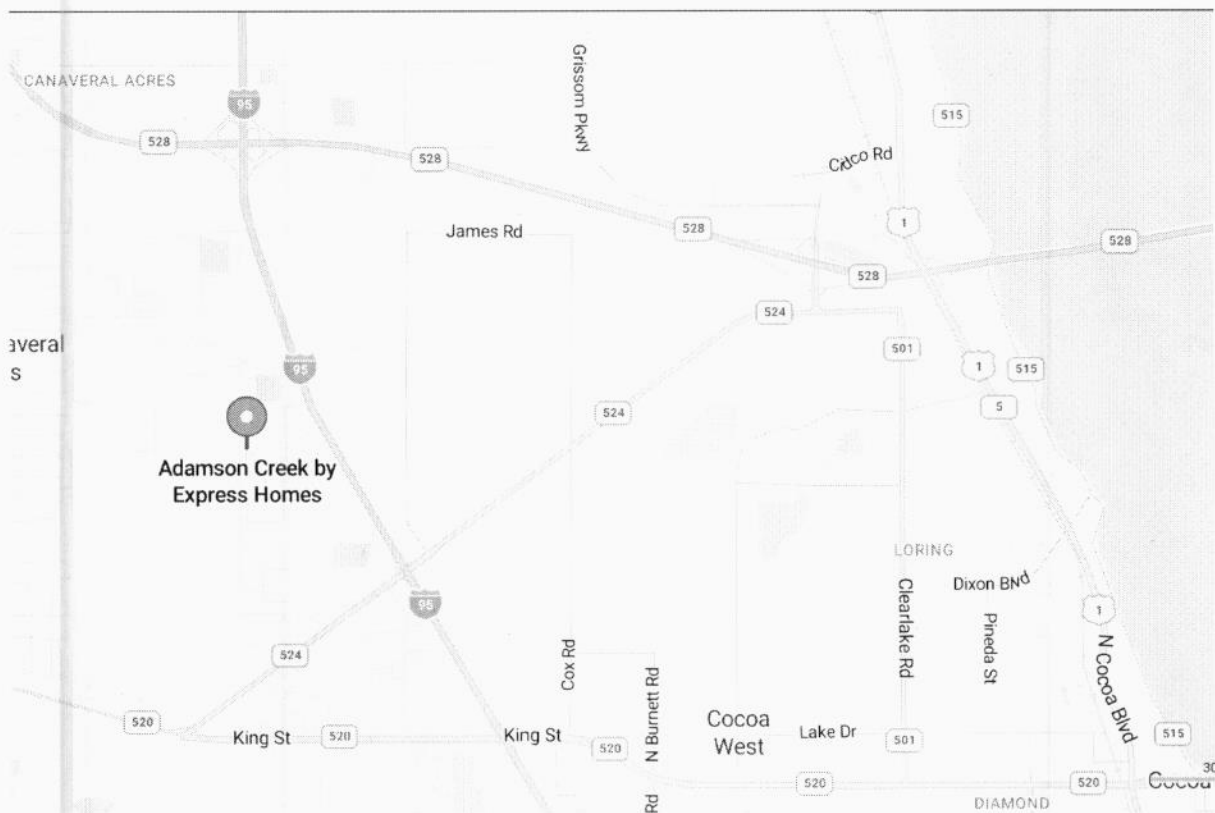 Grissom Pkwy
CANAVERAL ACRES
95
515
528
528
Cidco Rd
1
James Rd
528
528
528
524
averal
s
501
95
1
515
5
524
Adamson Creek by
Express Homes
LORING
Dixon Blvd
95
1
Clearlake Rd
Pineda St
524
Cox Rd
N Burnett Rd
N Cocoa Blvd
520
King St
520
King St
520
Cocoa
West
Lake Dr
501
515
30
520
520
Cocoa
Rd
DIAMOND